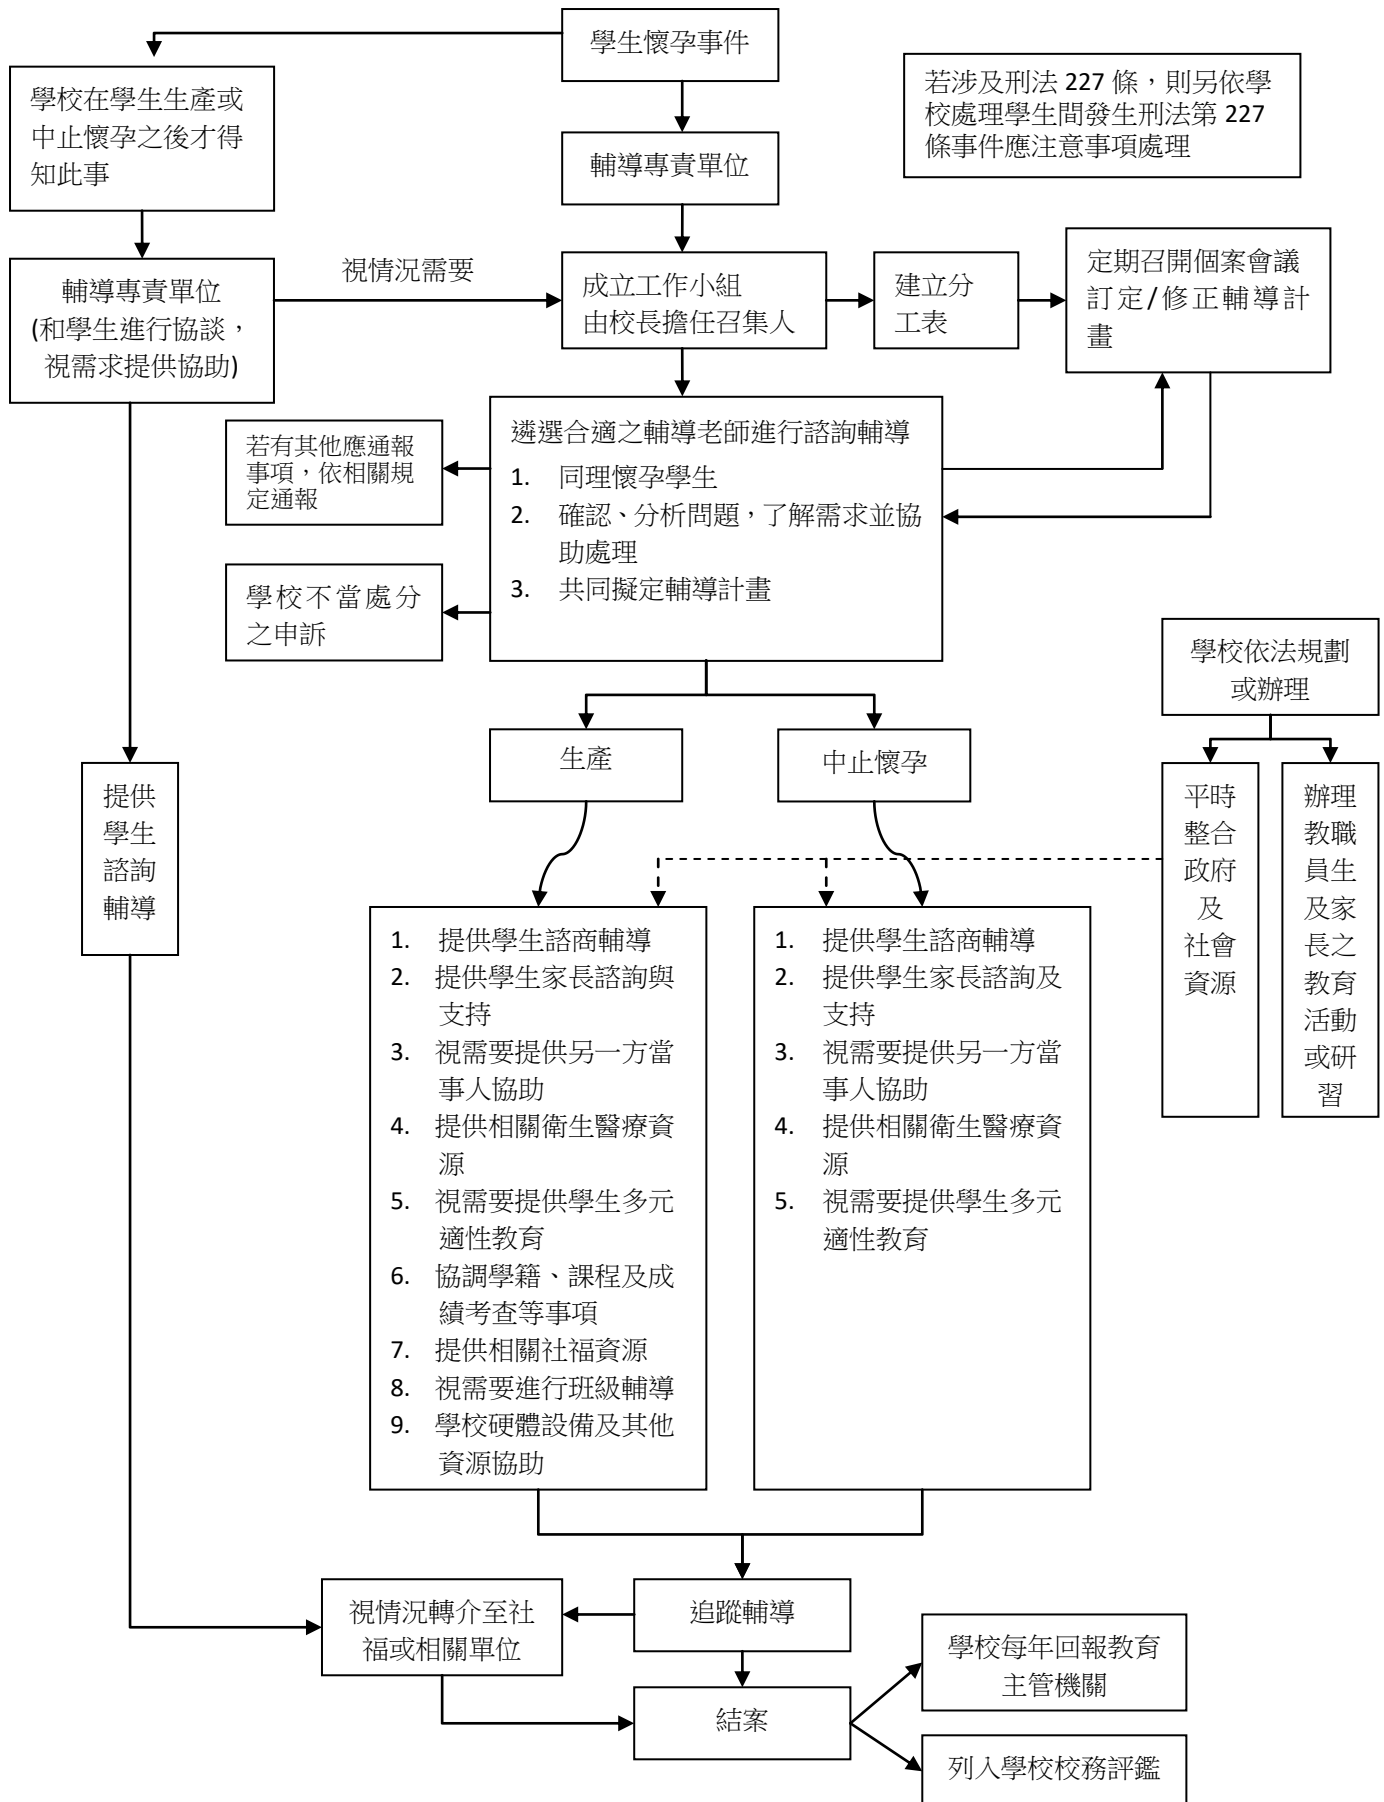 學生懷孕事件
學校在學生生產或
中止懷孕之後才得
知此事
若涉及刑法 227 條，則另依學
校處理學生間發生刑法第 227
條事件應注意事項處理
輔導專責單位
輔導專責單位
(和學生進行協談，
視需求提供協助)
視情況需要
成立工作小組
由校長擔任召集人
建立分
工表
定期召開個案會議
訂定/修正輔導計
畫
遴選合適之輔導老師進行諮詢輔導
1. 同理懷孕學生
2. 確認、分析問題，了解需求並協
助處理
3. 共同擬定輔導計畫
若有其他應通報
事項，依相關規
定通報
學校不當處分
之申訴
學校依法規劃
或辦理
生產
中止懷孕
提供
學生
諮詢
輔導
平時
整合
政府
及
社會
資源
辦理
教職
員生
及家
長之
教育
活動
或研
習
1. 提供學生諮商輔導
2. 提供學生家長諮詢與
支持
3. 視需要提供另一方當
事人協助
4. 提供相關衛生醫療資
源
5. 視需要提供學生多元
適性教育
6. 協調學籍、課程及成
績考查等事項
7. 提供相關社福資源
8. 視需要進行班級輔導
9. 學校硬體設備及其他
資源協助
1. 提供學生諮商輔導
2. 提供學生家長諮詢及
支持
3. 視需要提供另一方當
事人協助
4. 提供相關衛生醫療資
源
5. 視需要提供學生多元
適性教育
視情況轉介至社
福或相關單位
追蹤輔導
結案
學校每年回報教育
主管機關
列入學校校務評鑑